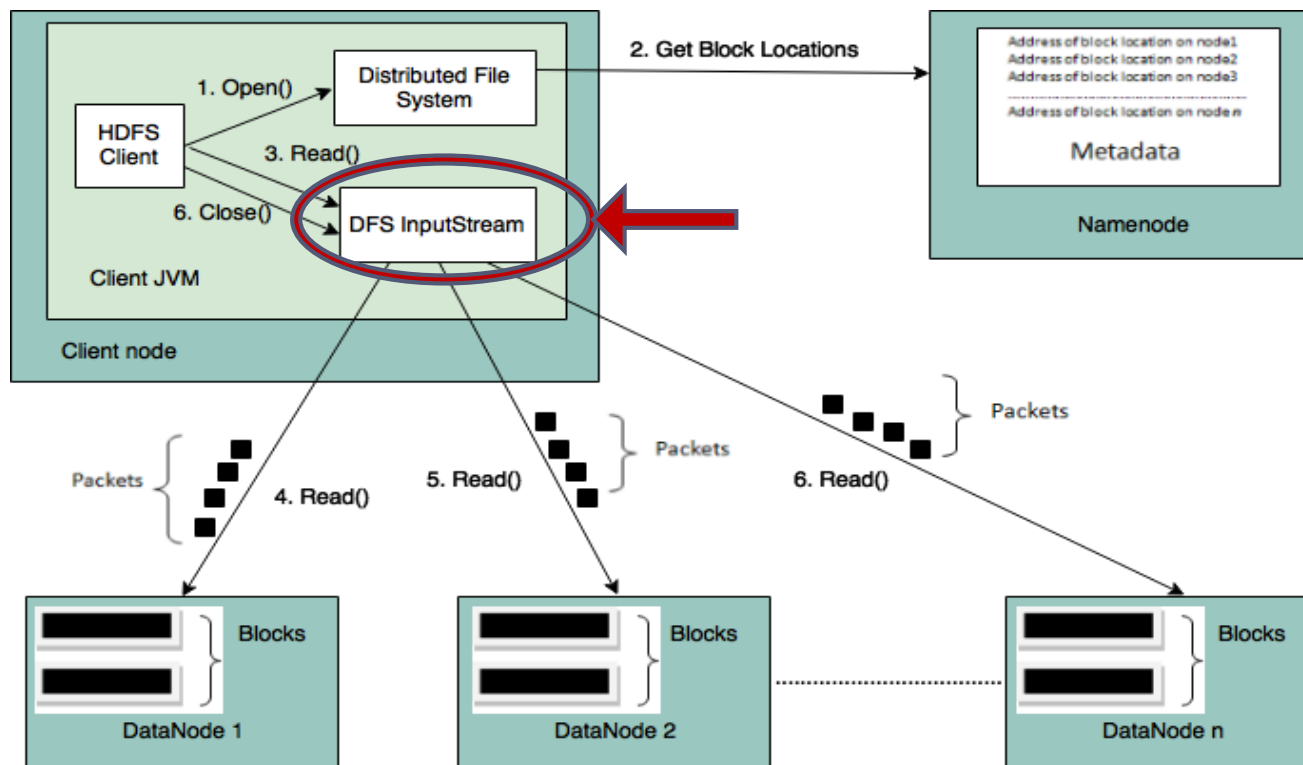 2. Get Block Locations
Distributed File
System
1. Open()
HDFS
Client
3. Read()
6. Close()
DFS InputStream
Client JVM
Client node
Address of block location on node1
Address of block location on node2
Address of block location on node3
Address of block location on node n
Metadata
Namenode
Packets
4. Read()
Packets
5. Read()
Packets
6. Read()
Blocks
DataNode 1
Blocks
DataNode 2
Blocks
DataNode n